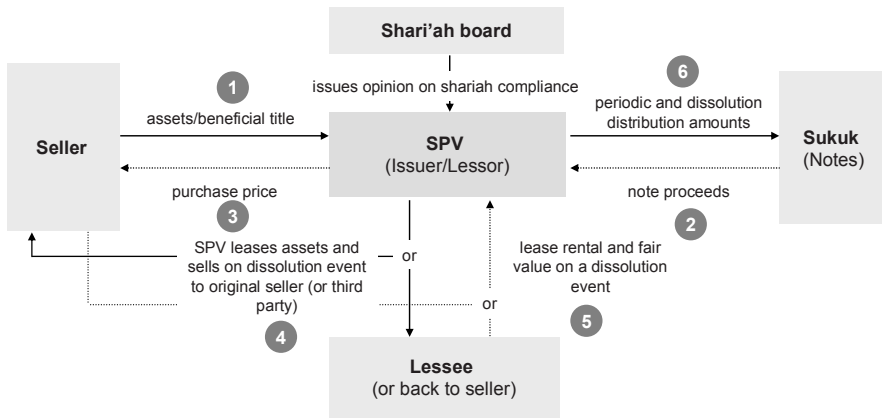 Shari'ah board
issues opinion on shariah compliance
1
assets/beneficial title
6
periodic and dissolution
distribution amounts
Seller
SPV
(Issuer/Lessor)
Sukuk
(Notes)
purchase price
3
note proceeds
2
SPV leases assets and
sells on dissolution event
to original seller (or third
party)
4
or
lease rental and fair
value on a dissolution
event
or
5
Lessee
(or back to seller)